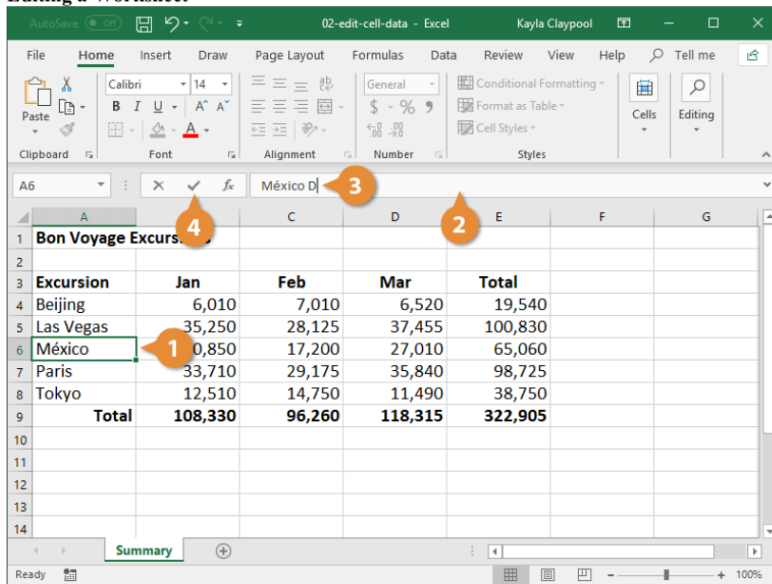 AutoSave Off 02-edit-cell-data - Excel Kayla Claypool
File Home Insert Draw Page Layout Formulas Data Review View Help Tell me
Calibri 14 General Conditional Formatting
Paste B I U A^ A˅ $ - % 9 Format as Table Cells Editing
A Cell Styles
Clipboard Font Alignment Number Styles
A6 fx México D 3
4 2
A C D E F G
1 Bon Voyage
2
3 Excursion Jan Feb Mar Total
4 Beijing 6,010 7,010 6,520 19,540
5 Las Vegas 35,250 28,125 37,455 100,830
6 México 1 0,850 17,200 27,010 65,060
7 Paris 33,710 29,175 35,840 98,725
8 Tokyo 12,510 14,750 11,490 38,750
9 Total 108,330 96,260 118,315 322,905
10
11
12
13
14
Summary
Ready 100%